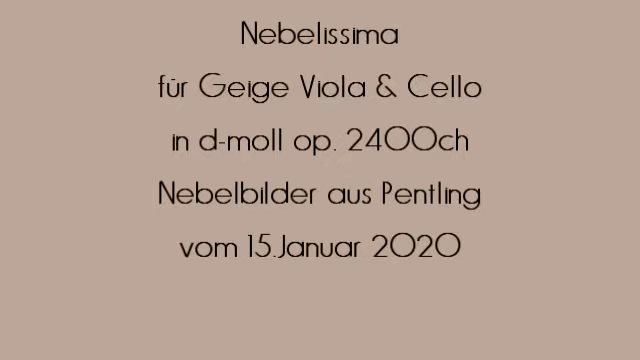 Nebelissima
für Geige Viola & Cello
in d-moll op. 2400ch
Nebelbilder aus Pentling
vom 15.Januar 2020